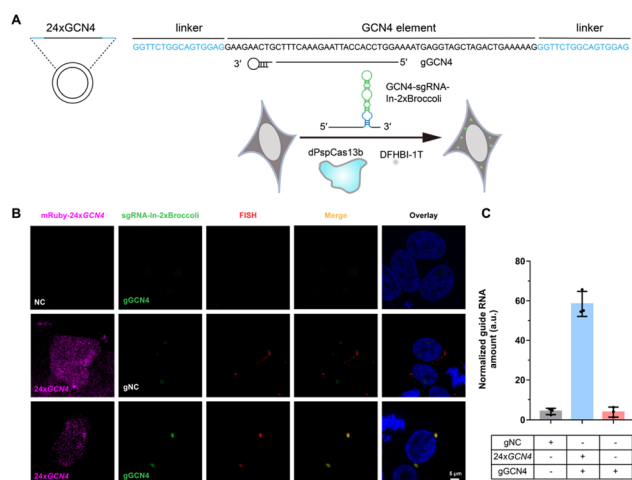 A
24xGCN4
linker
GCN4 element
linker
GGTTCTGGCAGTGGAGGAAGAACTGCTTTCAAAGAATTACCACCTGGAAAATGAGGTAGCTAGACTGAAAAAGGGTTCTGGCAGTGGAG
3′
5′
gGCN4
GCN4-sgRNA-
In-2xBroccoli
5′
3′
dPspCas13b
DFHBI-1T
B
mRuby-24xGCN4
sgRNA-In-2xBroccoli
FISH
Merge
Overlay
NC
gGCN4
24xGCN4
gNC
24xGCN4
gGCN4
5 μm
C
Normalized guide RNA
amount (a.u.)
80
60
40
20
0
gNC + - -
24xGCN4 - + -
gGCN4 - + +